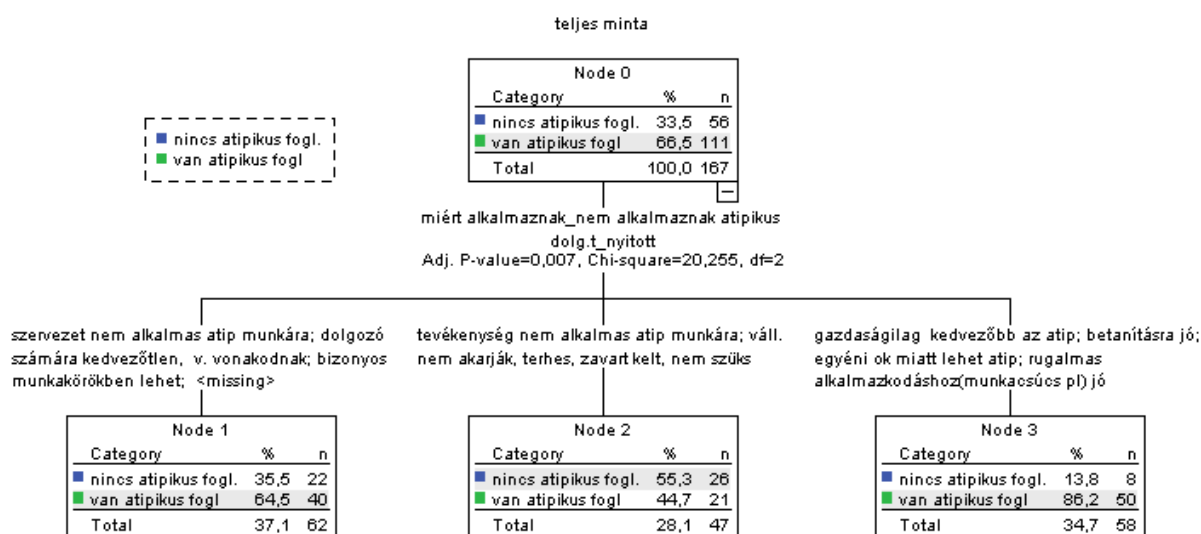 teljes minta
Node 0
Category % n
nincs atipikus fogl. 33,5 56
van atipikus fogl 66,5 111
Total 100,0 167
nincs atipikus fogl.
van atipikus fogl
miért alkalmaznak_nem alkalmaznak atipikus
dolg.t_nyitott
Adj. P-value=0,007, Chi-square=20,255, df=2
szervezet nem alkalmas atip munkára; dolgozó
számára kedvezőtlen, v. vonakodnak; bizonyos
munkakörökben lehet; <missing>
Node 1
Category % n
nincs atipikus fogl. 35,5 22
van atipikus fogl 64,5 40
Total 37,1 62
tevékenység nem alkalmas atip munkára; váll.
nem akarják, terhes, zavart kelt, nem szüks
Node 2
Category % n
nincs atipikus fogl. 55,3 26
van atipikus fogl 44,7 21
Total 28,1 47
gazdaságilag kedvezőbb az atip; betanításra jó;
egyéni ok miatt lehet atip; rugalmas
alkalmazkodáshoz(munkacsúcs pl) jó
Node 3
Category % n
nincs atipikus fogl. 13,8 8
van atipikus fogl 86,2 50
Total 34,7 58